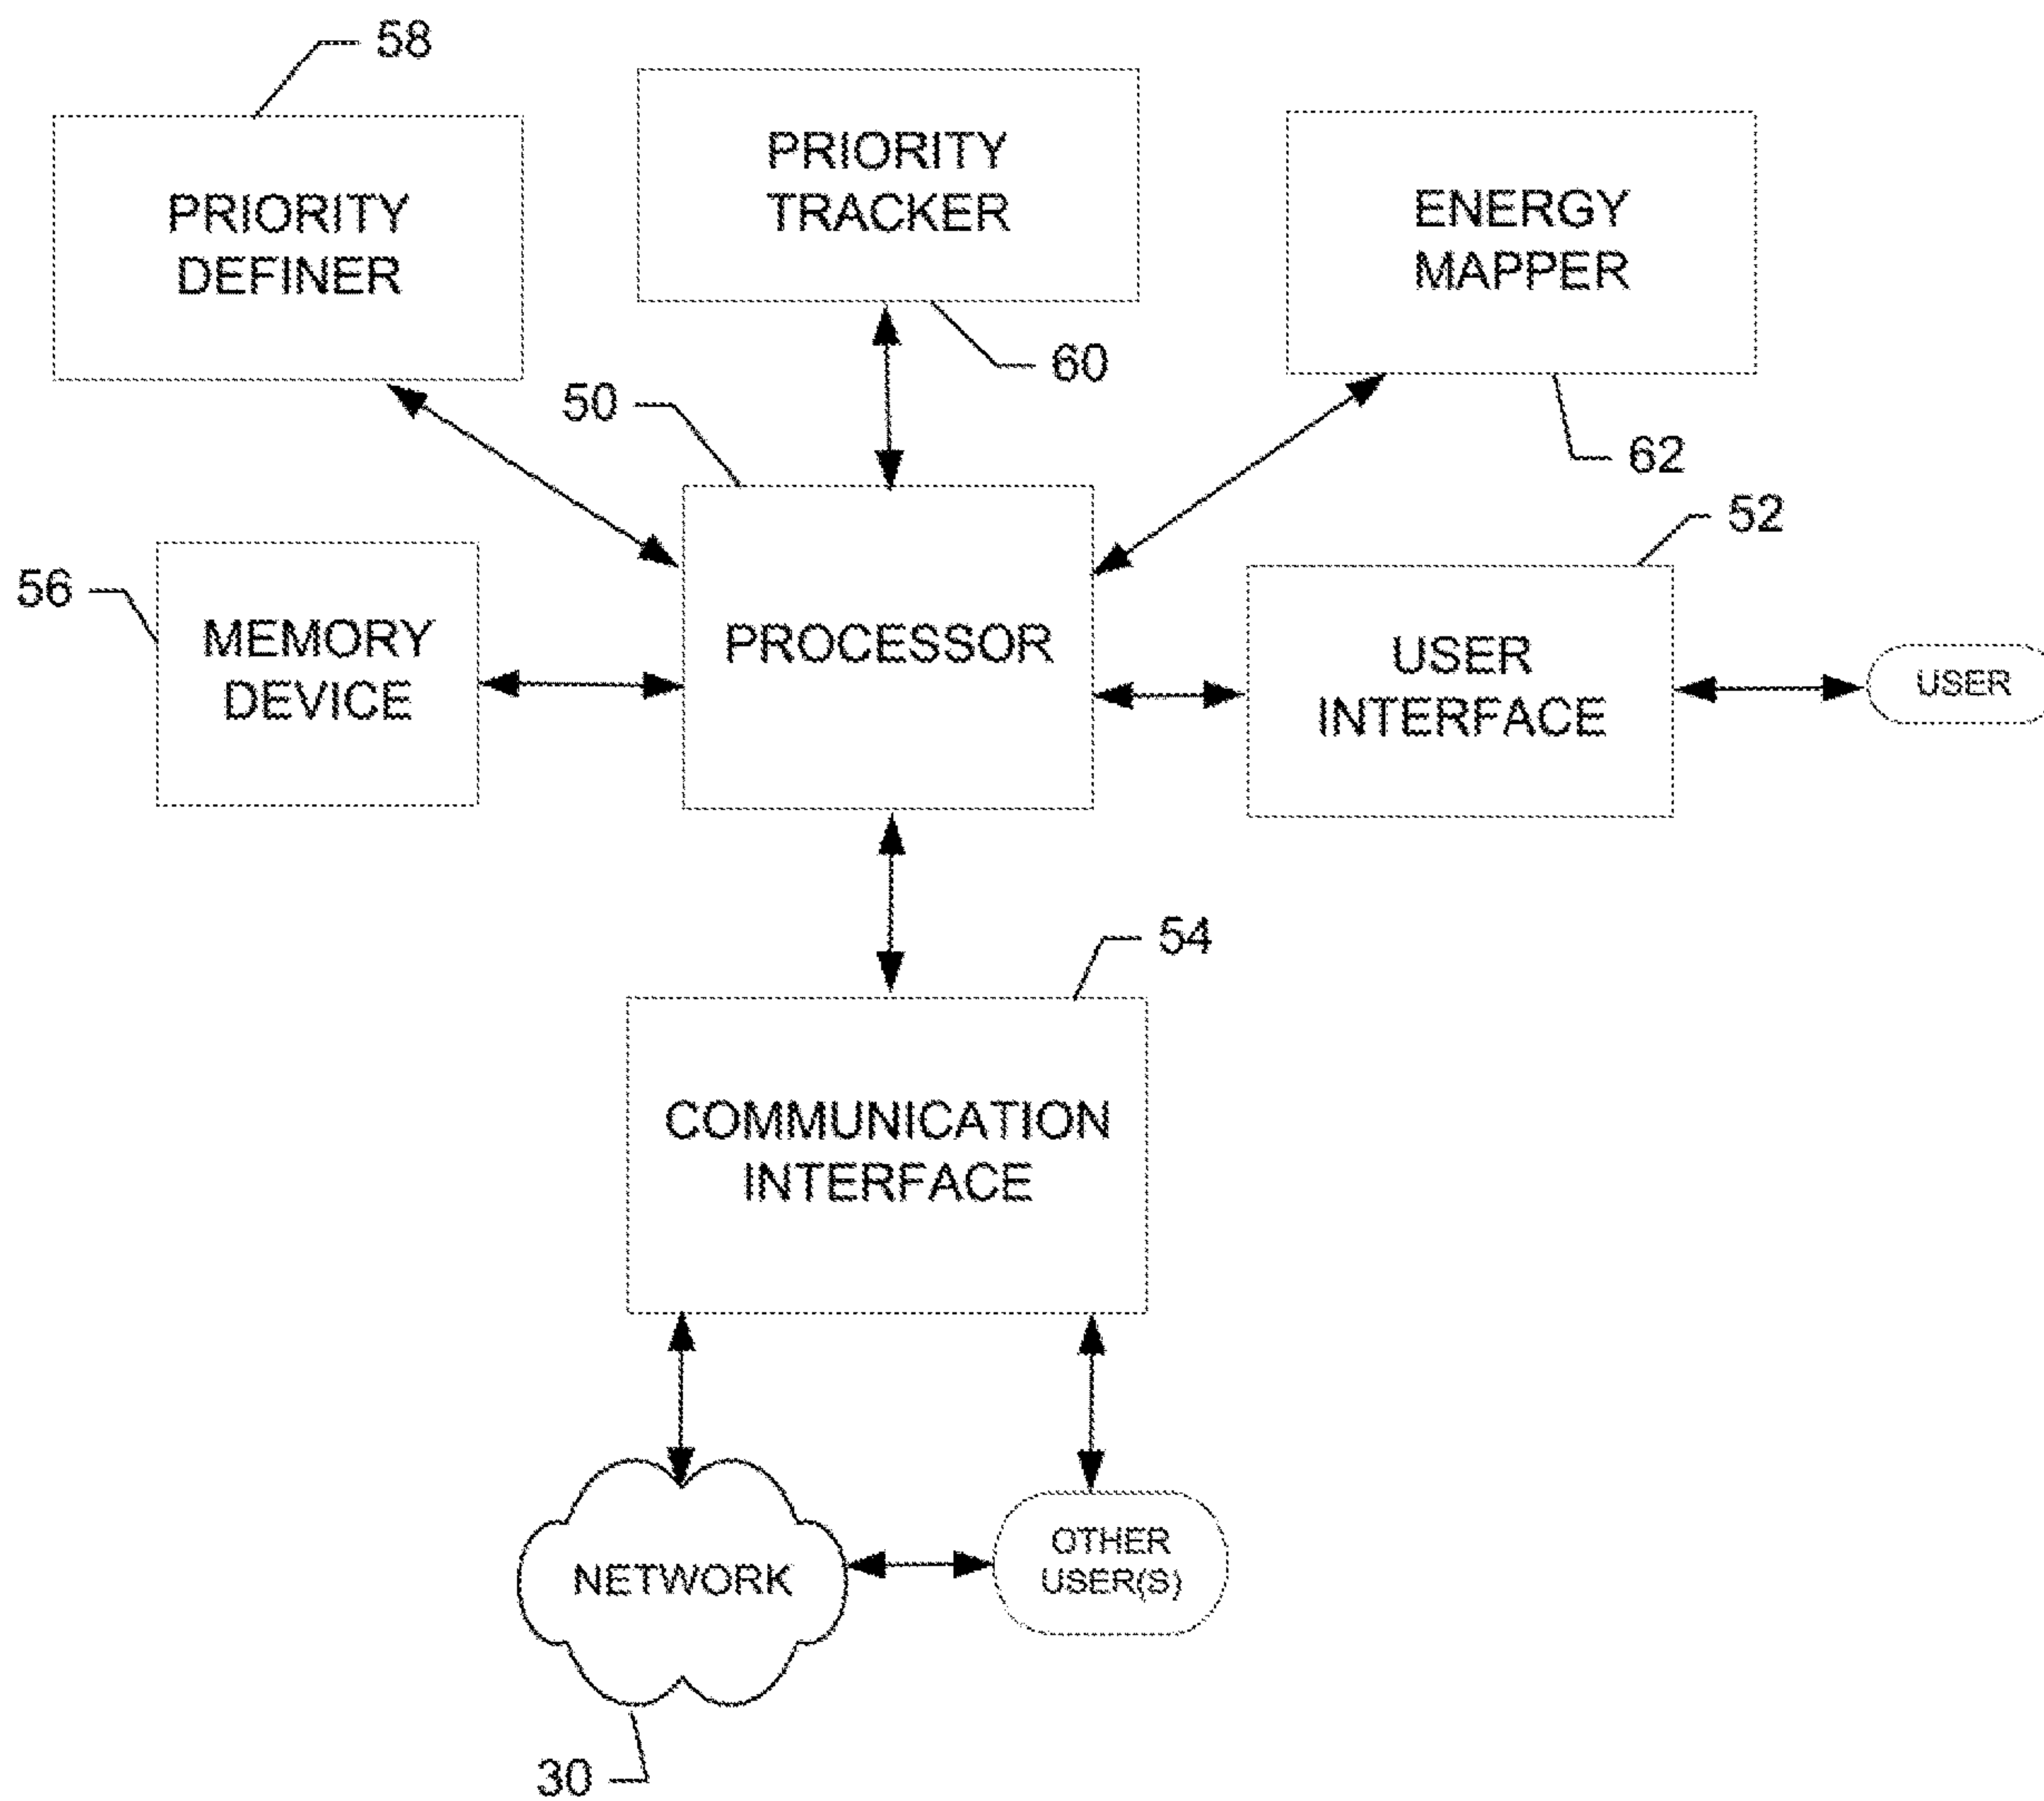 58
PRIORITY
DEFINER
PRIORITY
TRACKER
60
ENERGY
MAPPER
62
50
PROCESSOR
56
MEMORY
DEVICE
52
USER
INTERFACE
USER
54
COMMUNICATION
INTERFACE
NETWORK
OTHER
USER(S)
30